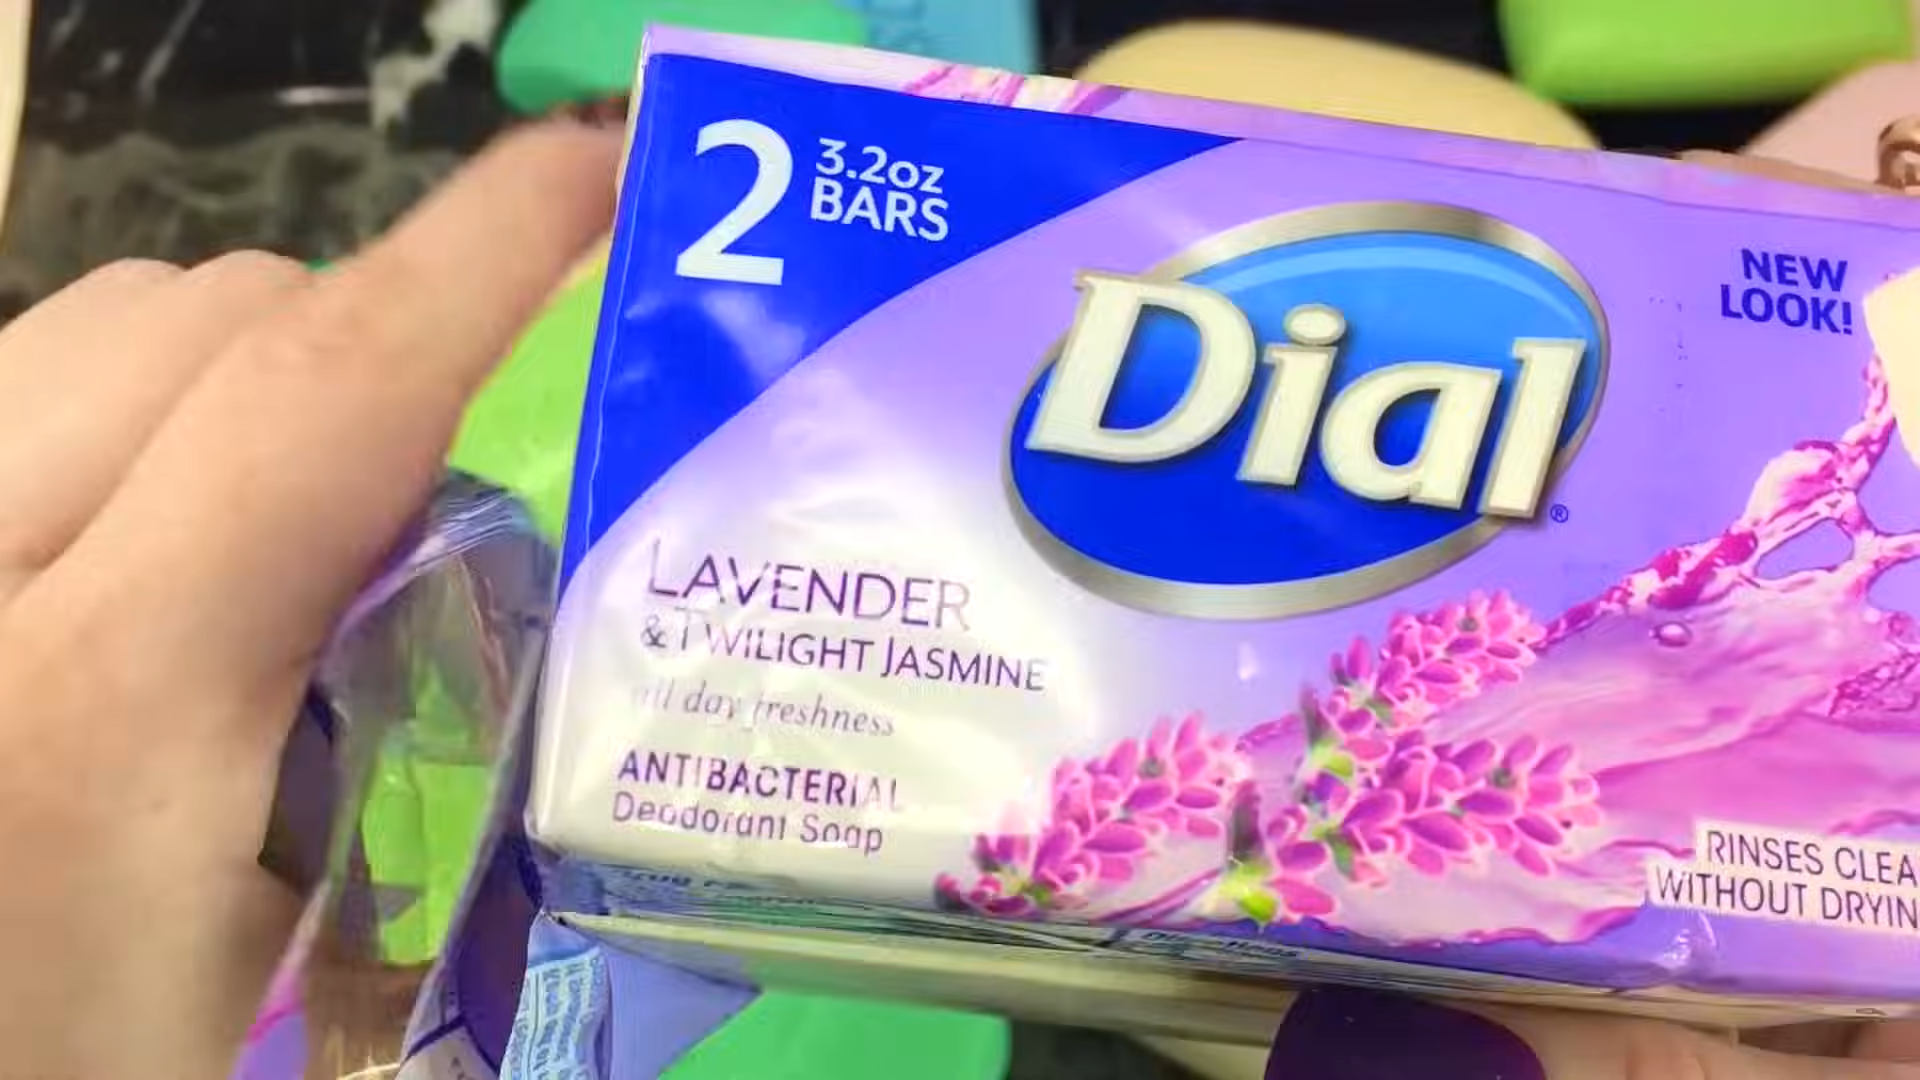 2
3.2oz
BARS
Dial
®
NEW
LOOK!
LAVENDER
& TWILIGHT JASMINE
all day freshness
ANTIBACTERIAL
Deodorant Soap
RINSES CLEA
WITHOUT DRYIN